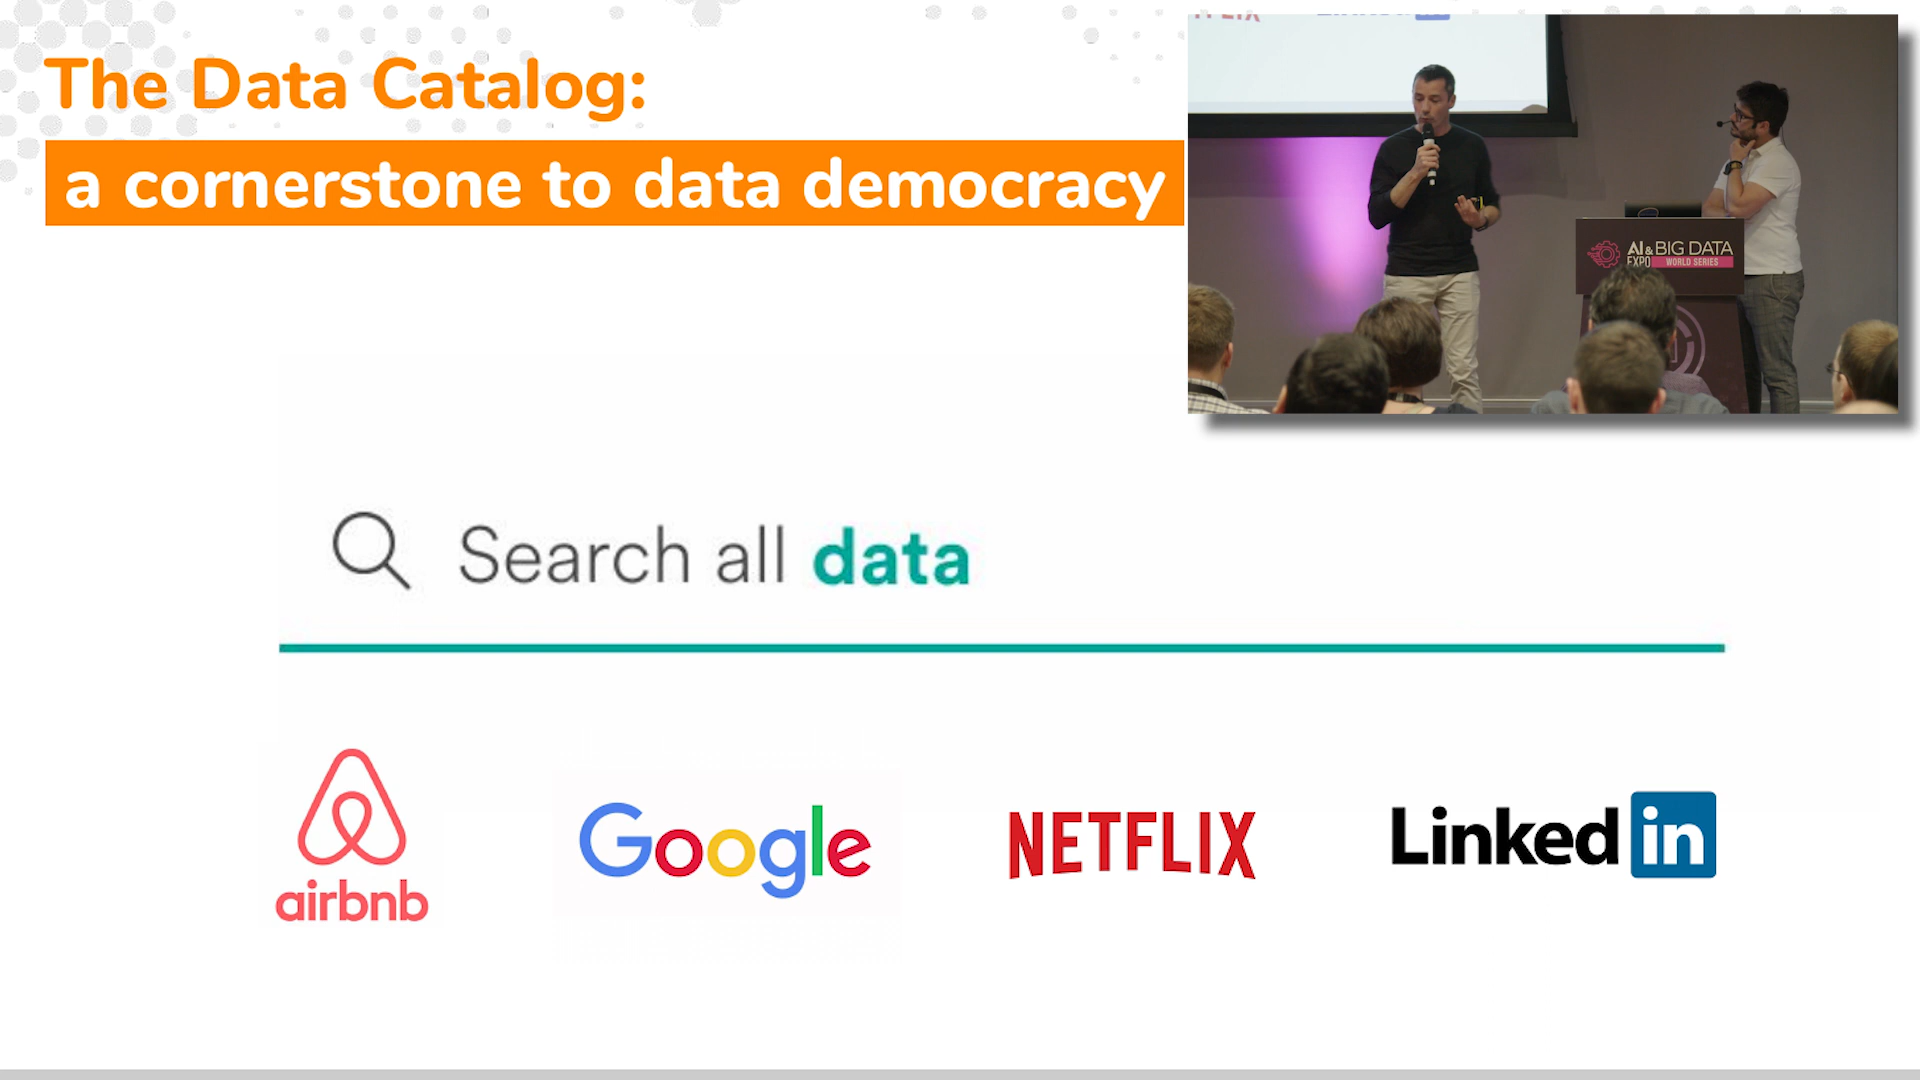 The Data Catalog:
a cornerstone to data democracy
AI & BIG DATA
EXPO WORLD SERIES
Search all data
airbnb
Google
NETFLIX
Linked in